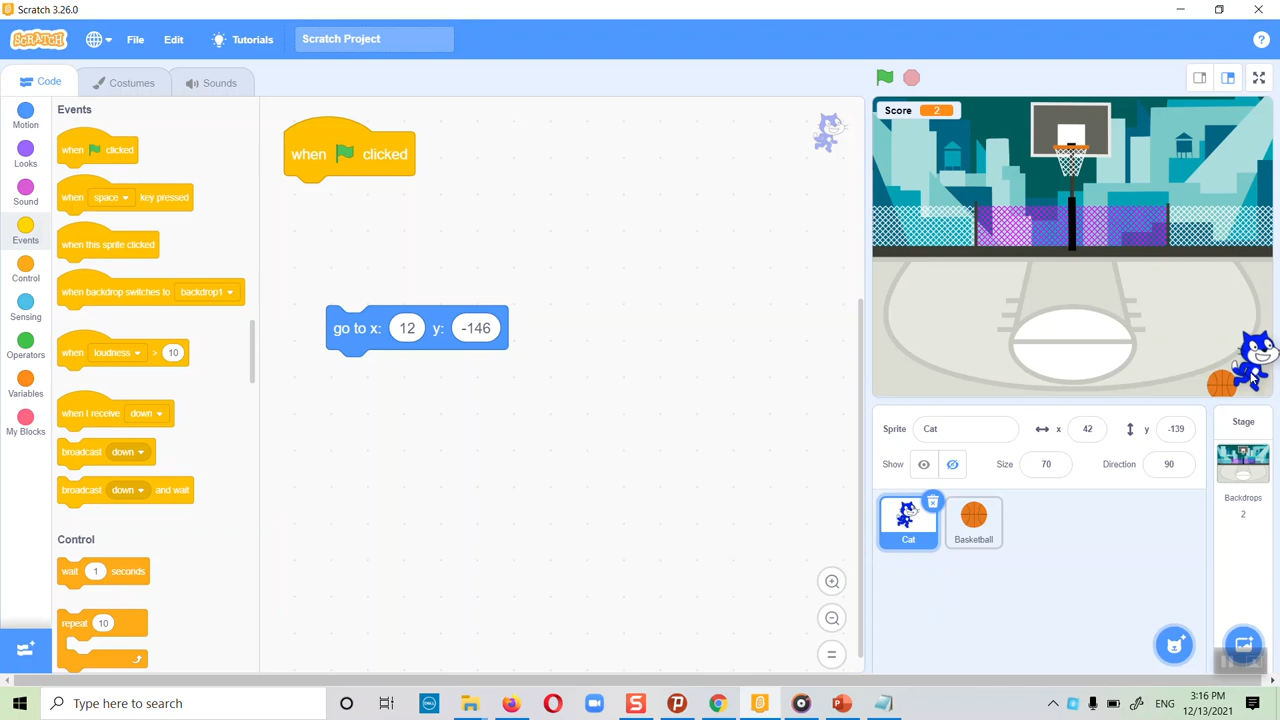 Scratch 3.26.0
SCRATCH
File
Edit
Tutorials
Scratch Project
?
Code
Costumes
Sounds
Motion
Looks
Sound
Events
Control
Sensing
Operators
Variables
My Blocks
Events
when clicked
when space key pressed
when this sprite clicked
when backdrop switches to backdrop1
when loudness > 10
when I receive down
broadcast down
broadcast down and wait
Control
wait 1 seconds
repeat 10
when clicked
go to x: 12 y: -146
Score 2
Sprite Cat x 42 y -139
Show Size 70 Direction 90
Cat
Basketball
Stage
Backdrops
2
Type here to search
DELL
ENG
3:16 PM
12/13/2021